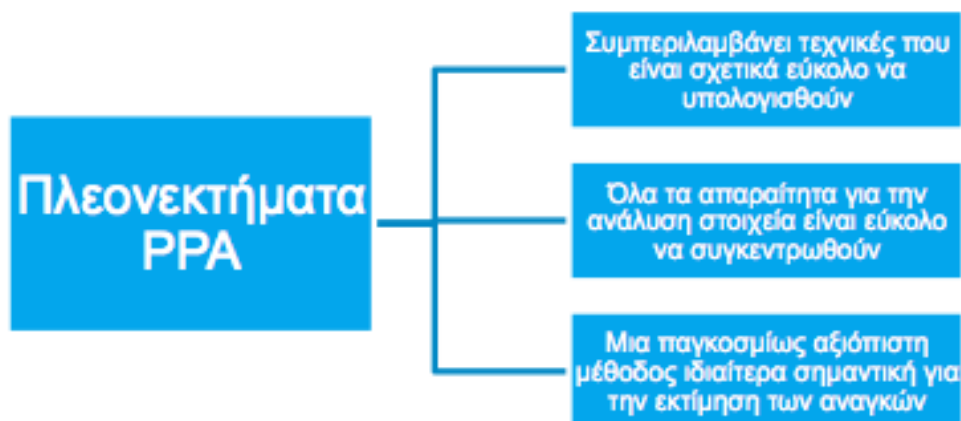 Πλεονεκτήματα
PPA
Συμπεριλαμβάνει τεχνικές που
είναι σχετικά εύκολο να
υπολογισθούν
Όλα τα απαραίτητα για την
ανάλυση στοιχεία είναι εύκολο
να συγκεντρωθούν
Μια παγκοσμίως αξιόπιστη
μέθοδος ιδιαίτερα σημαντική για
την εκτίμηση των αναγκών